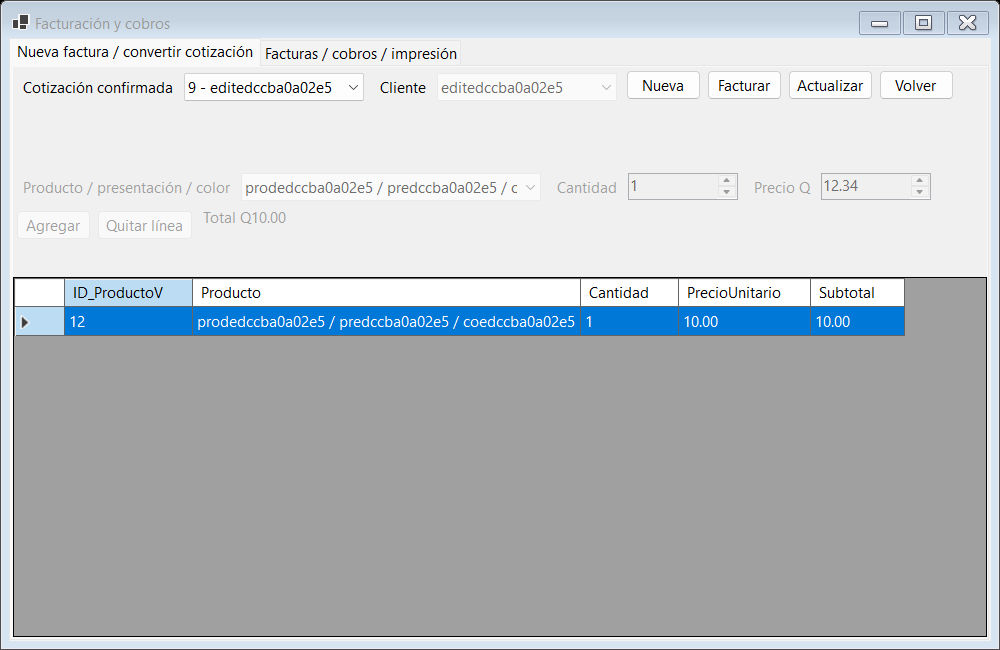 Facturación y cobros
Nueva factura / convertir cotización Facturas / cobros / impresión
Cotización confirmada 9 - editedccba0a02e5 Cliente editedccba0a02e5 Nueva Facturar Actualizar Volver
Producto / presentación / color prodedccba0a02e5 / predccba0a02e5 / c Cantidad 1 Precio Q 12.34
Agregar Quitar línea Total Q10.00
ID_ProductoV Producto Cantidad PrecioUnitario Subtotal
12 prodedccba0a02e5 / predccba0a02e5 / coedccba0a02e5 1 10.00 10.00